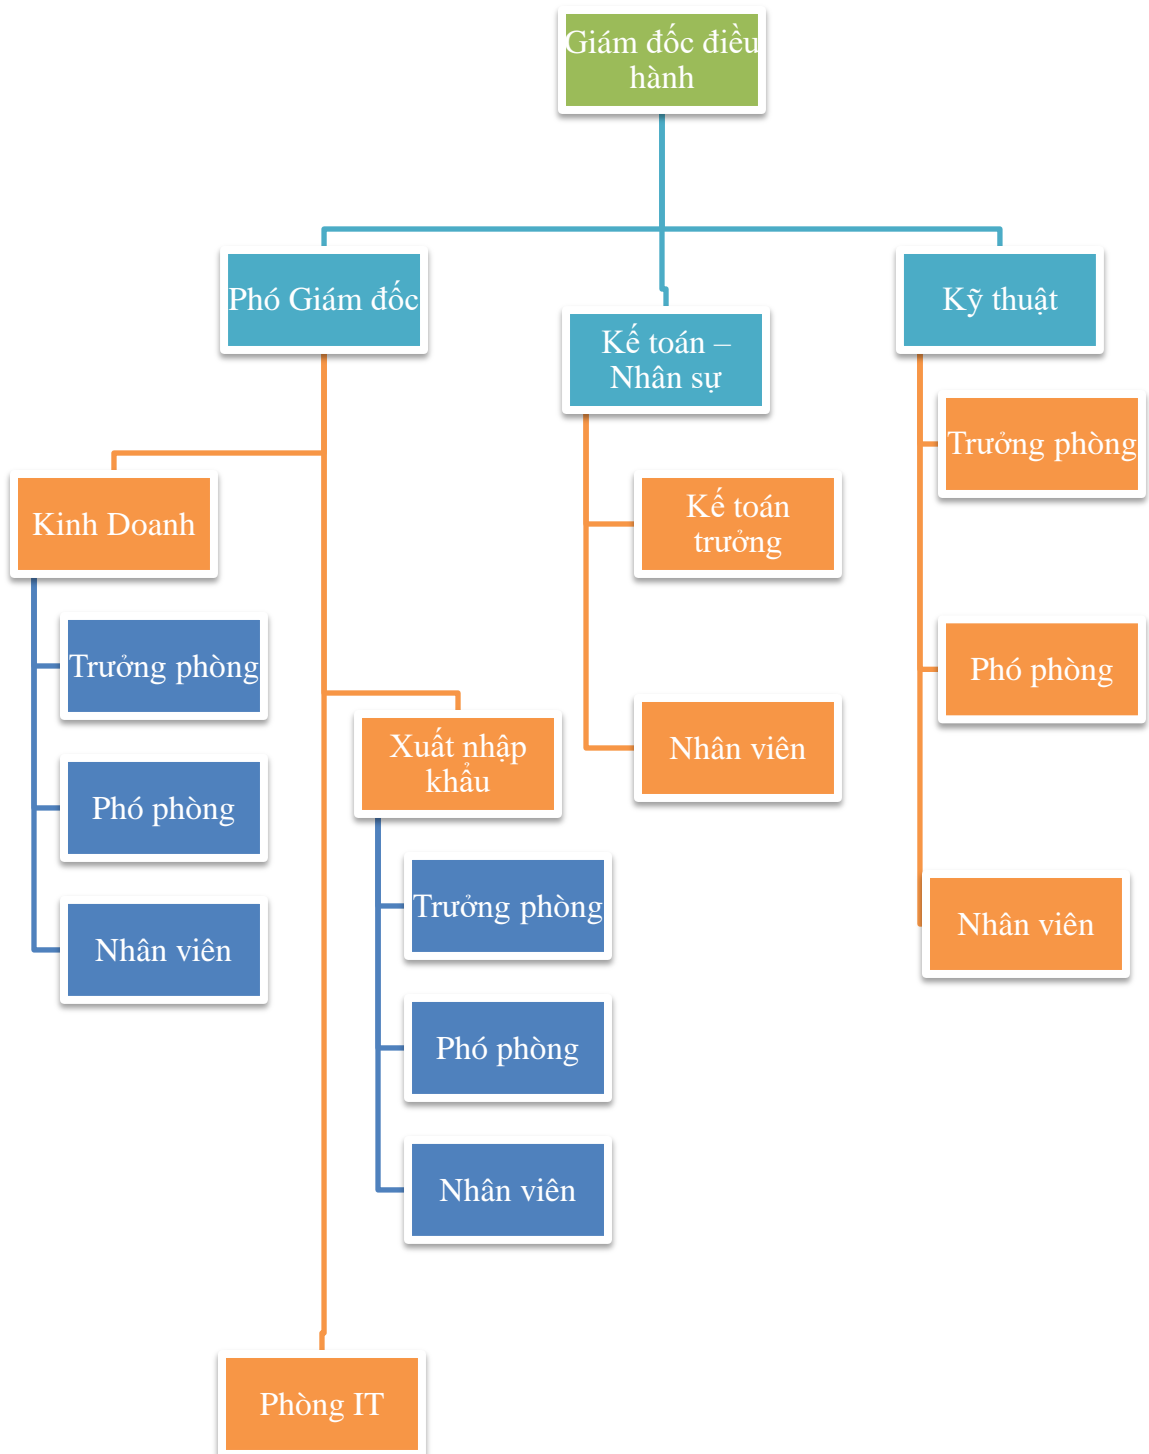 Giám đốc điều
hành
Phó Giám đốc
Kế toán –
Nhân sự
Kỹ thuật
Kinh Doanh
Trưởng phòng
Phó phòng
Nhân viên
Xuất nhập
khẩu
Trưởng phòng
Phó phòng
Nhân viên
Phòng IT
Kế toán
trưởng
Nhân viên
Trưởng phòng
Phó phòng
Nhân viên